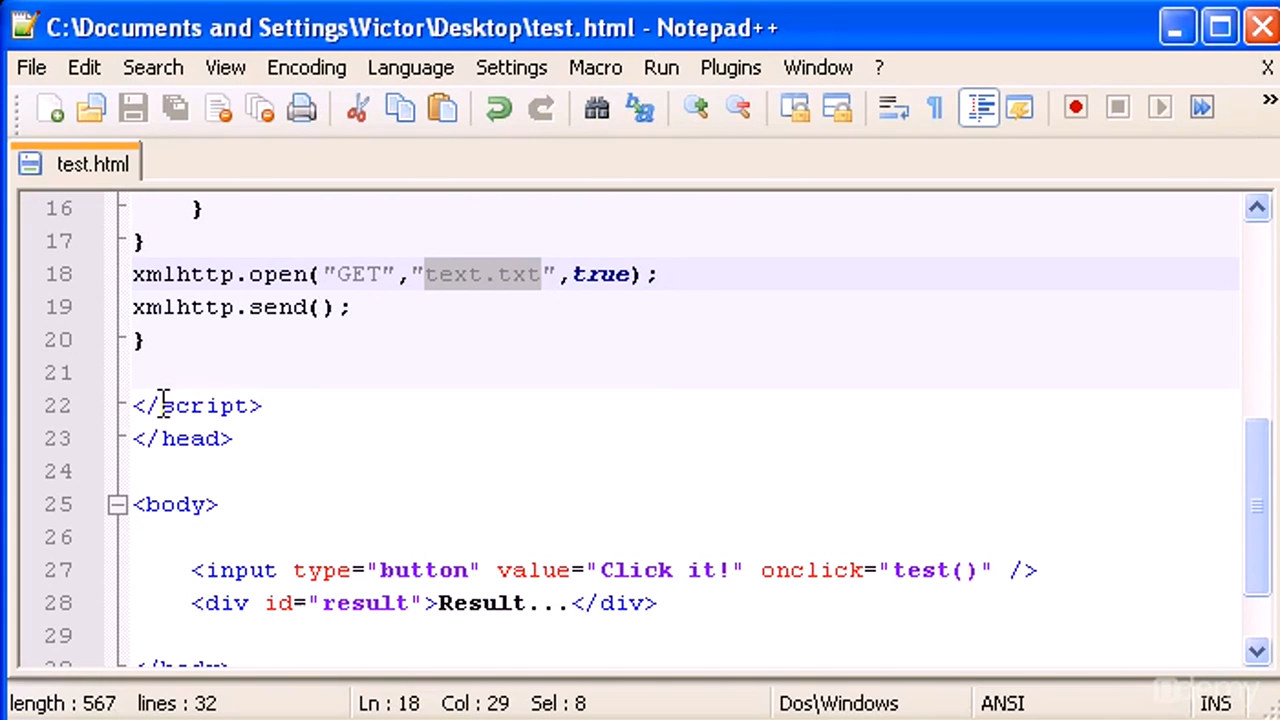 C:\Documents and Settings\Victor\Desktop\test.html - Notepad++
File Edit Search View Encoding Language Settings Macro Run Plugins Window ? X
test.html
16 }
17 }
18 xmlhttp.open("GET","text.txt",true);
19 xmlhttp.send();
20 }
21
22 </script>
23 </head>
24
25 <body>
26
27 <input type="button" value="Click it!" onclick="test()" />
28 <div id="result">Result...</div>
29
</body>
length : 567 lines : 32 Ln : 18 Col : 29 Sel : 8 Dos\Windows ANSI INS
udemy